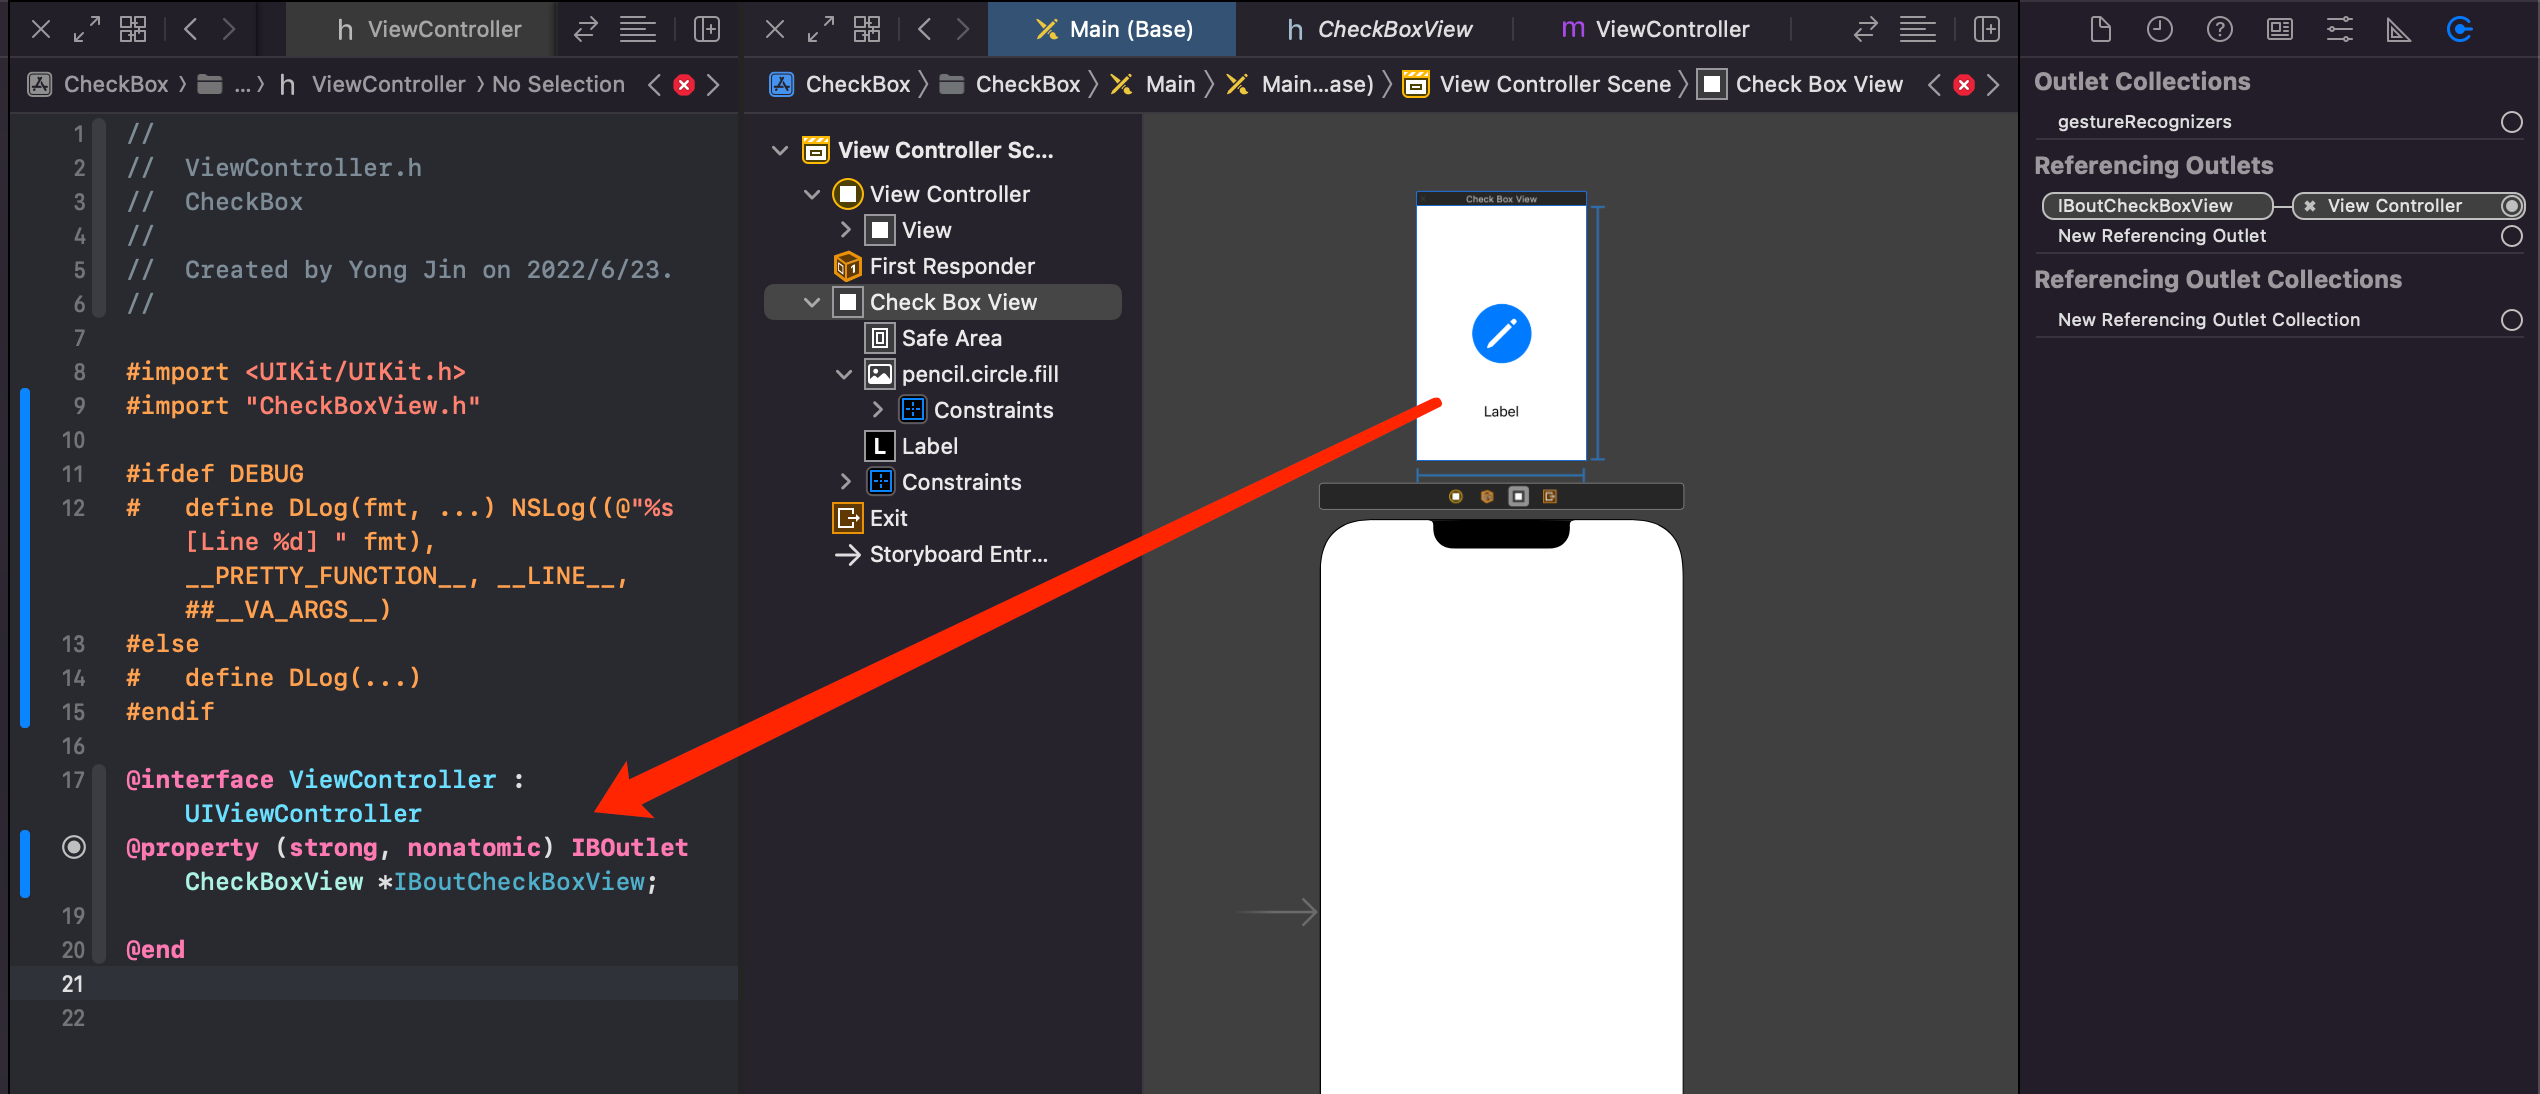 h ViewController
CheckBox › ... › h ViewController › No Selection
1 //
2 //  ViewController.h
3 //  CheckBox
4 //
5 //  Created by Yong Jin on 2022/6/23.
6 //
7
8 #import <UIKit/UIKit.h>
9 #import "CheckBoxView.h"
10
11 #ifdef DEBUG
12 #   define DLog(fmt, ...) NSLog((@"%s
[Line %d] " fmt),
__PRETTY_FUNCTION__, __LINE__,
##__VA_ARGS__)
13 #else
14 #   define DLog(...)
15 #endif
16
17 @interface ViewController :
UIViewController
@property (strong, nonatomic) IBOutlet
CheckBoxView *IBoutCheckBoxView;
19
20 @end
21
22
Main (Base)
h CheckBoxView
m ViewController
CheckBox › CheckBox › Main › Main...ase) › View Controller Scene › Check Box View
View Controller Sc...
View Controller
View
First Responder
Check Box View
Safe Area
pencil.circle.fill
Constraints
L Label
Constraints
Exit
Storyboard Entr...
Check Box View
Label
Outlet Collections
gestureRecognizers
Referencing Outlets
IBoutCheckBoxView
View Controller
New Referencing Outlet
Referencing Outlet Collections
New Referencing Outlet Collection